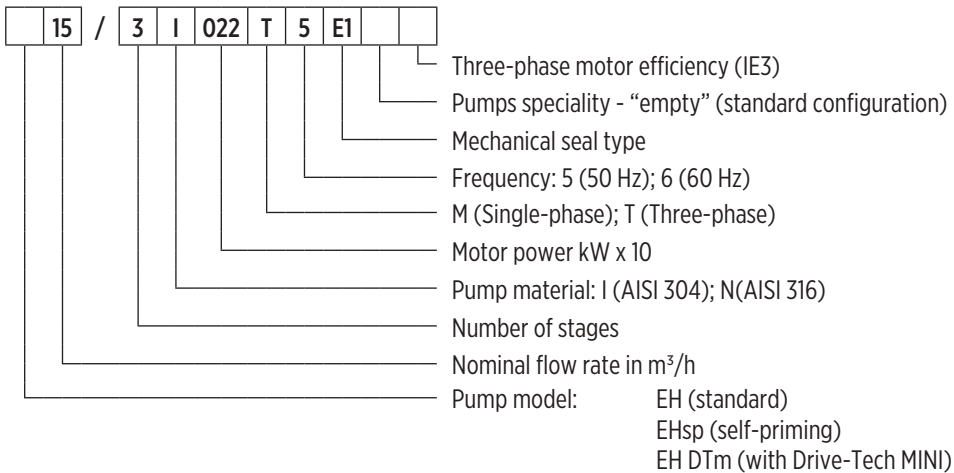 15 / 3 I 022 T 5 E1
Three-phase motor efficiency (IE3)
Pumps speciality - “empty” (standard configuration)
Mechanical seal type
Frequency: 5 (50 Hz); 6 (60 Hz)
M (Single-phase); T (Three-phase)
Motor power kW x 10
Pump material: I (AISI 304); N(AISI 316)
Number of stages
Nominal flow rate in m³/h
Pump model: EH (standard)
EHsp (self-priming)
EH DTm (with Drive-Tech MINI)